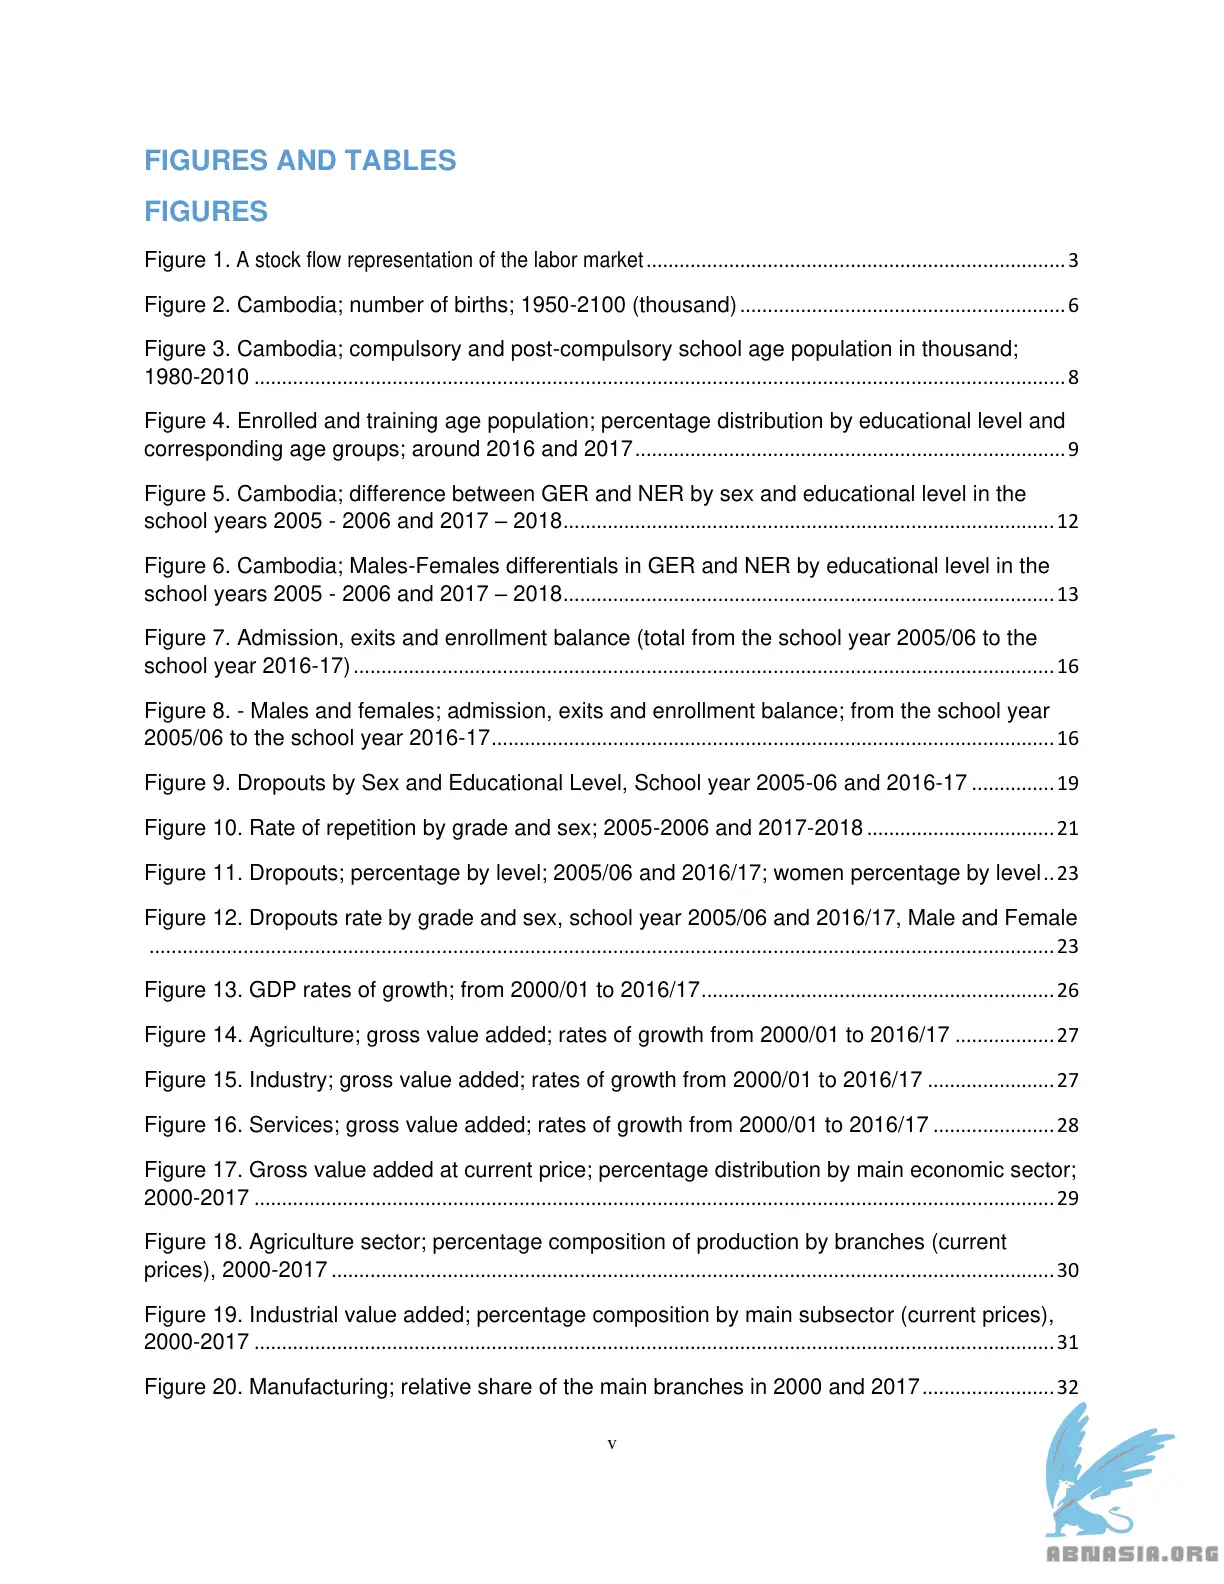 FIGURES AND TABLES
FIGURES
Figure 1. A stock flow representation of the labor market ............................................................................ 3
Figure 2. Cambodia; number of births; 1950-2100 (thousand) ........................................................... 6
Figure 3. Cambodia; compulsory and post-compulsory school age population in thousand;
1980-2010 ................................................................................................................................................... 8
Figure 4. Enrolled and training age population; percentage distribution by educational level and
corresponding age groups; around 2016 and 2017 .............................................................................. 9
Figure 5. Cambodia; difference between GER and NER by sex and educational level in the
school years 2005 - 2006 and 2017 – 2018 ......................................................................................... 12
Figure 6. Cambodia; Males-Females differentials in GER and NER by educational level in the
school years 2005 - 2006 and 2017 – 2018 ......................................................................................... 13
Figure 7. Admission, exits and enrollment balance (total from the school year 2005/06 to the
school year 2016-17) ............................................................................................................................... 16
Figure 8. - Males and females; admission, exits and enrollment balance; from the school year
2005/06 to the school year 2016-17 ...................................................................................................... 16
Figure 9. Dropouts by Sex and Educational Level, School year 2005-06 and 2016-17 ............... 19
Figure 10. Rate of repetition by grade and sex; 2005-2006 and 2017-2018 .................................. 21
Figure 11. Dropouts; percentage by level; 2005/06 and 2016/17; women percentage by level .. 23
Figure 12. Dropouts rate by grade and sex, school year 2005/06 and 2016/17, Male and Female
.................................................................................................................................................................... 23
Figure 13. GDP rates of growth; from 2000/01 to 2016/17 ................................................................ 26
Figure 14. Agriculture; gross value added; rates of growth from 2000/01 to 2016/17 .................. 27
Figure 15. Industry; gross value added; rates of growth from 2000/01 to 2016/17 ....................... 27
Figure 16. Services; gross value added; rates of growth from 2000/01 to 2016/17 ...................... 28
Figure 17. Gross value added at current price; percentage distribution by main economic sector;
2000-2017 ................................................................................................................................................. 29
Figure 18. Agriculture sector; percentage composition of production by branches (current
prices), 2000-2017 ................................................................................................................................... 30
Figure 19. Industrial value added; percentage composition by main subsector (current prices),
2000-2017 ................................................................................................................................................. 31
Figure 20. Manufacturing; relative share of the main branches in 2000 and 2017 ........................ 32
v
ABNASIA.ORG